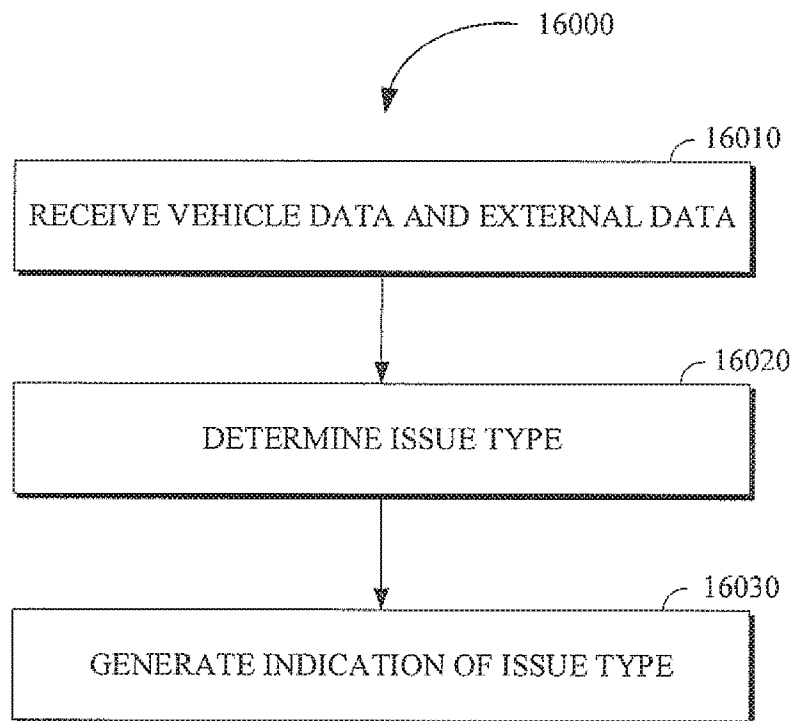 16000
16010
RECEIVE VEHICLE DATA AND EXTERNAL DATA
16020
DETERMINE ISSUE TYPE
16030
GENERATE INDICATION OF ISSUE TYPE